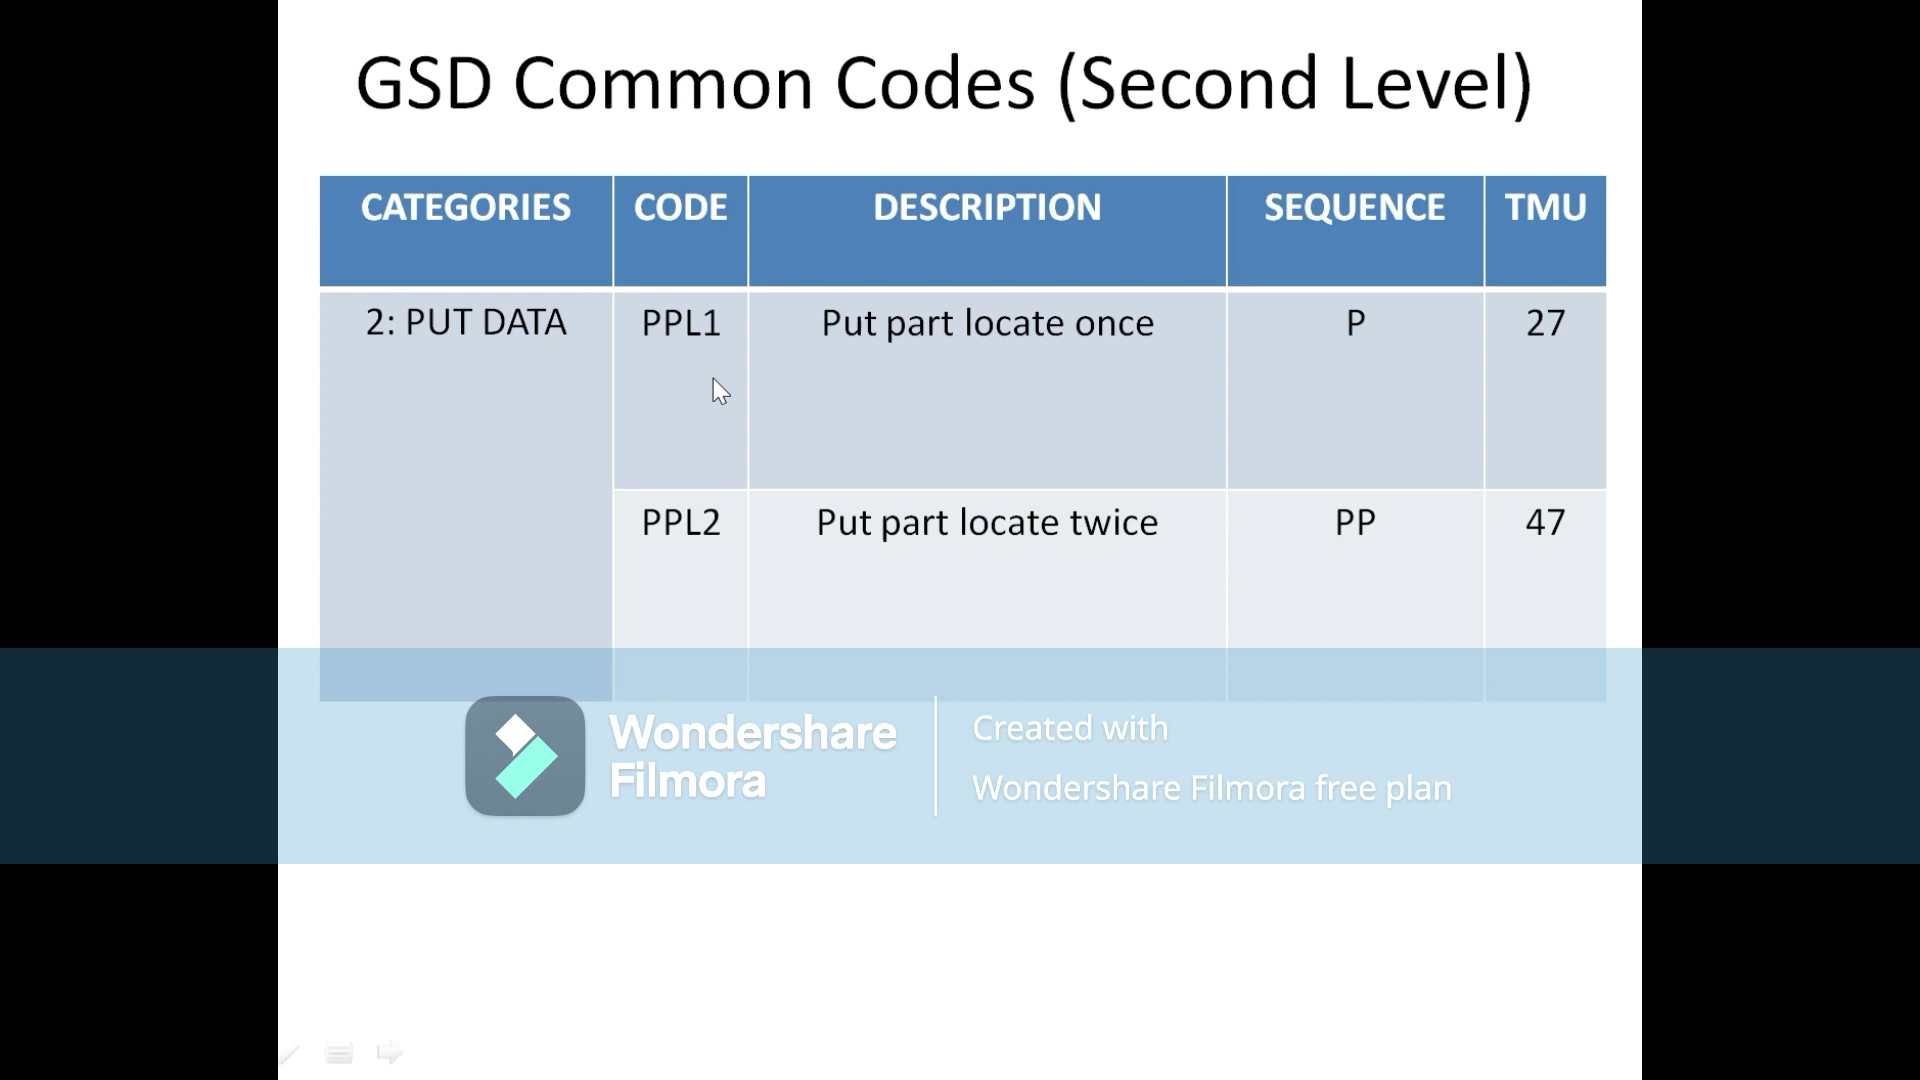 GSD Common Codes (Second Level)
CATEGORIES CODE DESCRIPTION SEQUENCE TMU
2: PUT DATA PPL1 Put part locate once P 27
PPL2 Put part locate twice PP 47
Wondershare
Filmora
Created with
Wondershare Filmora free plan